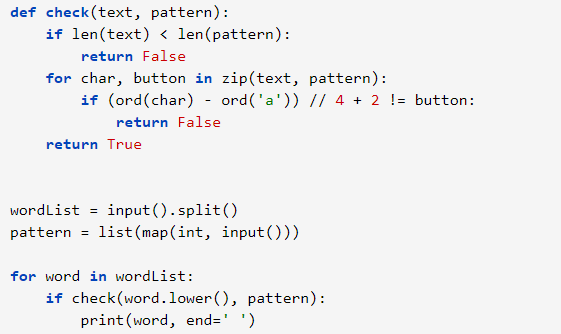 def check(text, pattern):
    if len(text) < len(pattern):
        return False
    for char, button in zip(text, pattern):
        if (ord(char) - ord('a')) // 4 + 2 != button:
            return False
    return True


wordList = input().split()
pattern = list(map(int, input()))

for word in wordList:
    if check(word.lower(), pattern):
        print(word, end=' ')